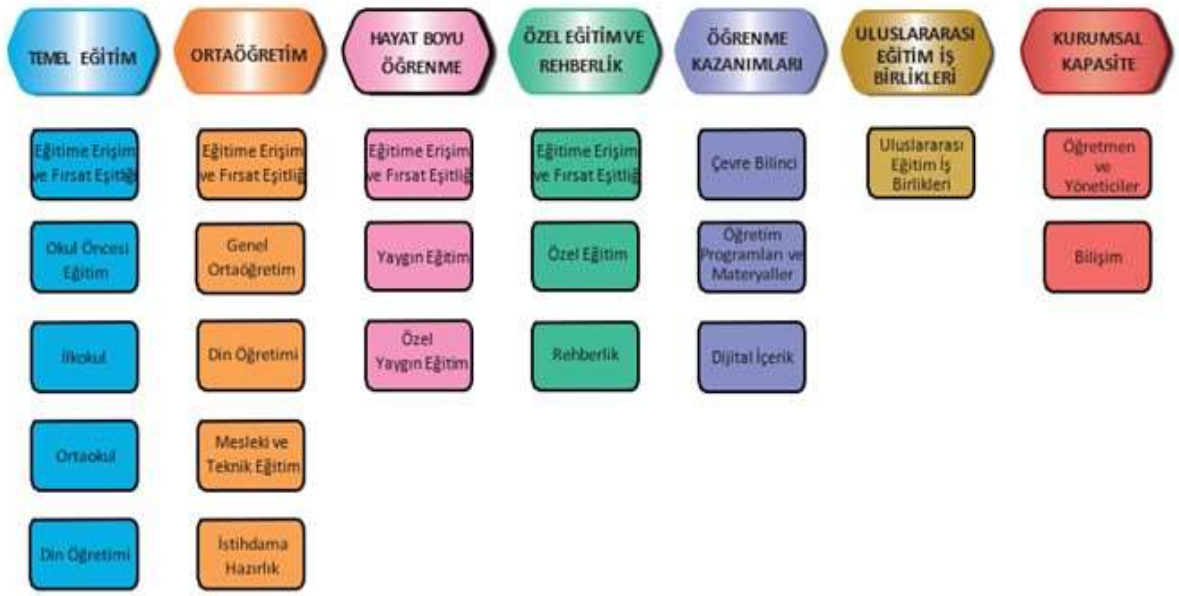 TEMEL EĞİTİM
ORTAÖĞRETİM
HAYAT BOYU
ÖĞRENME
ÖZEL EĞİTİM VE
REHBERLİK
ÖĞRENME
KAZANIMLARI
ULUSLARARASI
EĞİTİM İŞ
BİRLİKLERİ
KURUMSAL
KAPASİTE
Eğitime Erişim
ve Fırsat Eşitliği
Eğitime Erişim
ve Fırsat Eşitliğ
Eğitime Erişim
ve Fırsat Eşitliğ
Eğitime Erişim
ve Fırsat Eşitliğ
Çevre Bilinci
Uluslararası
Eğitim İş
Birlikleri
Öğretmen
ve
Yöneticiler
Okul Öncesi
Eğitim
Genel
Ortaöğretim
Yaygın Eğitim
Özel Eğitim
Öğretim
Programları ve
Materyaller
Bilişim
İlkokul
Din Öğretimi
Özel
Yaygın Eğitim
Rehberlik
Dijital İçerik
Ortaokul
Mesleki ve
Teknik Eğitim
Din Öğretimi
İstihdama
Hazırlık